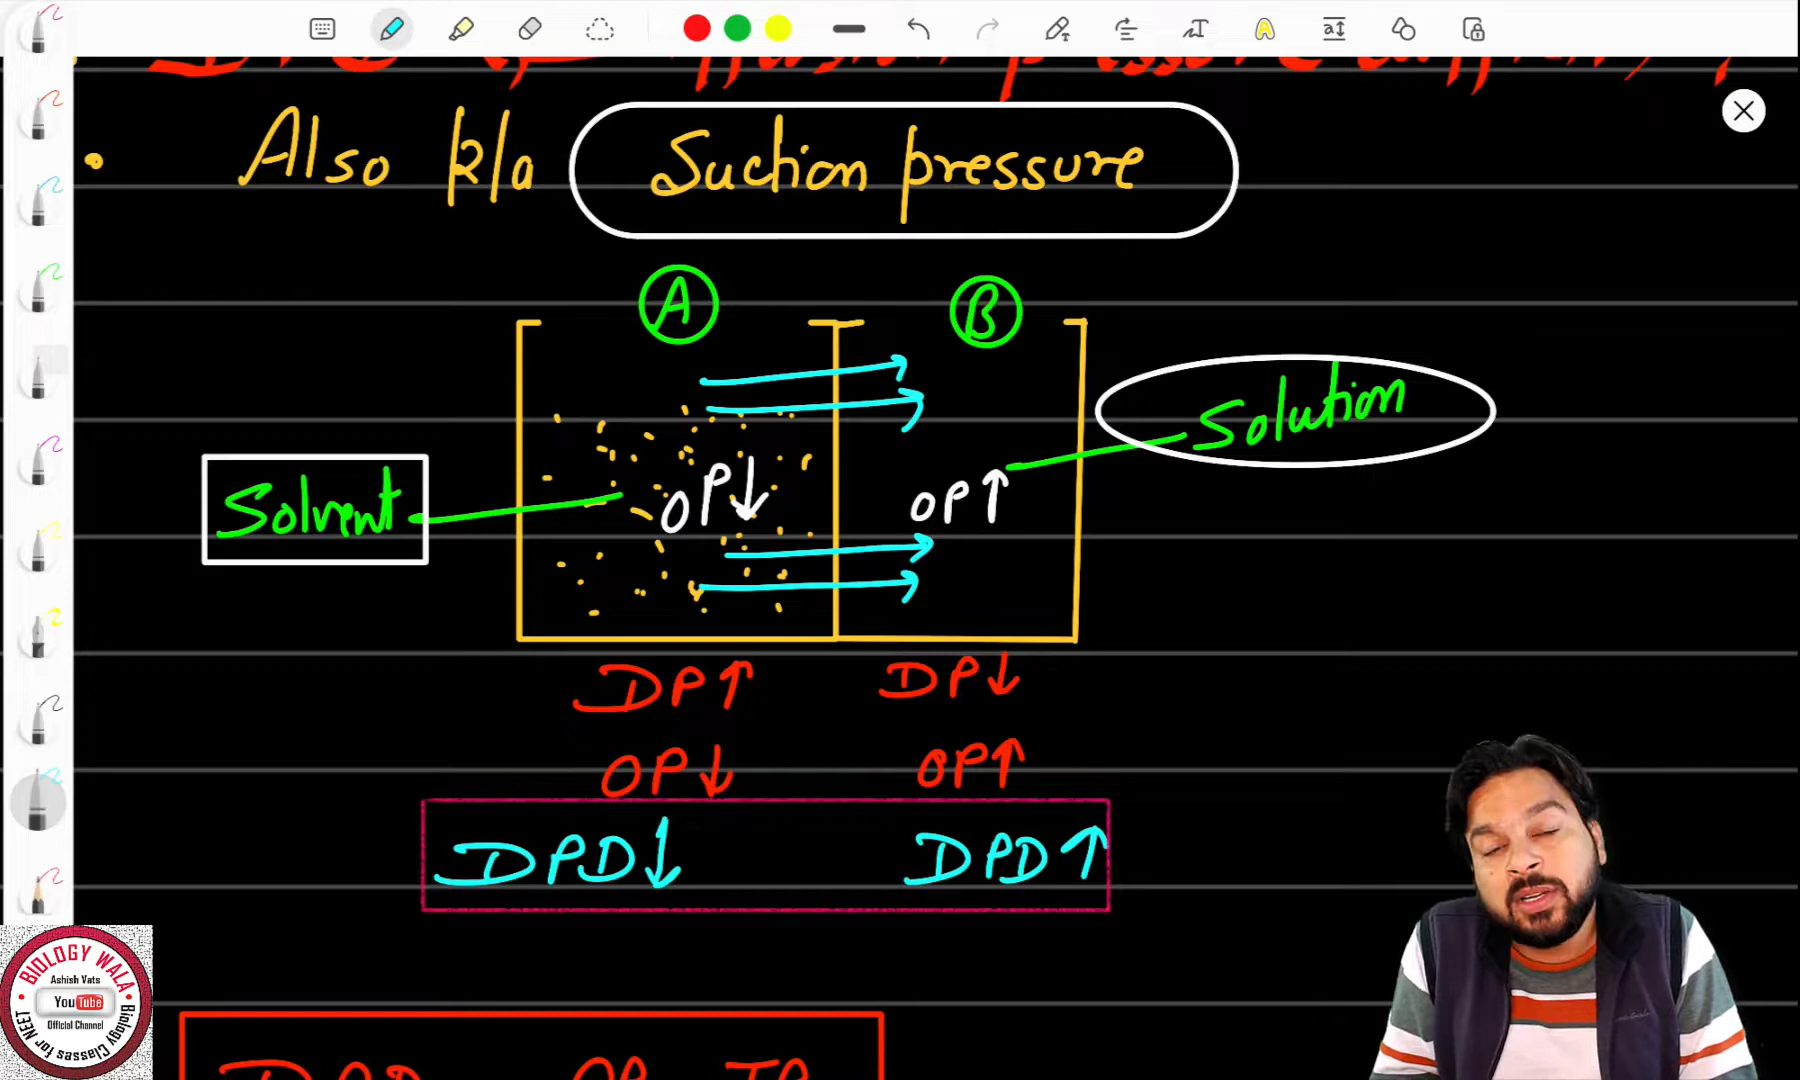 • Also k/a Suction pressure
A B
Solution
Solvent OP↓ OP↑
DP↑ DP↓
OP↓ OP↑
DPD↓ DPD↑
BIOLOGY WALA
Ashish Vats
YouTube
Official Channel
Biology Classes for NEET